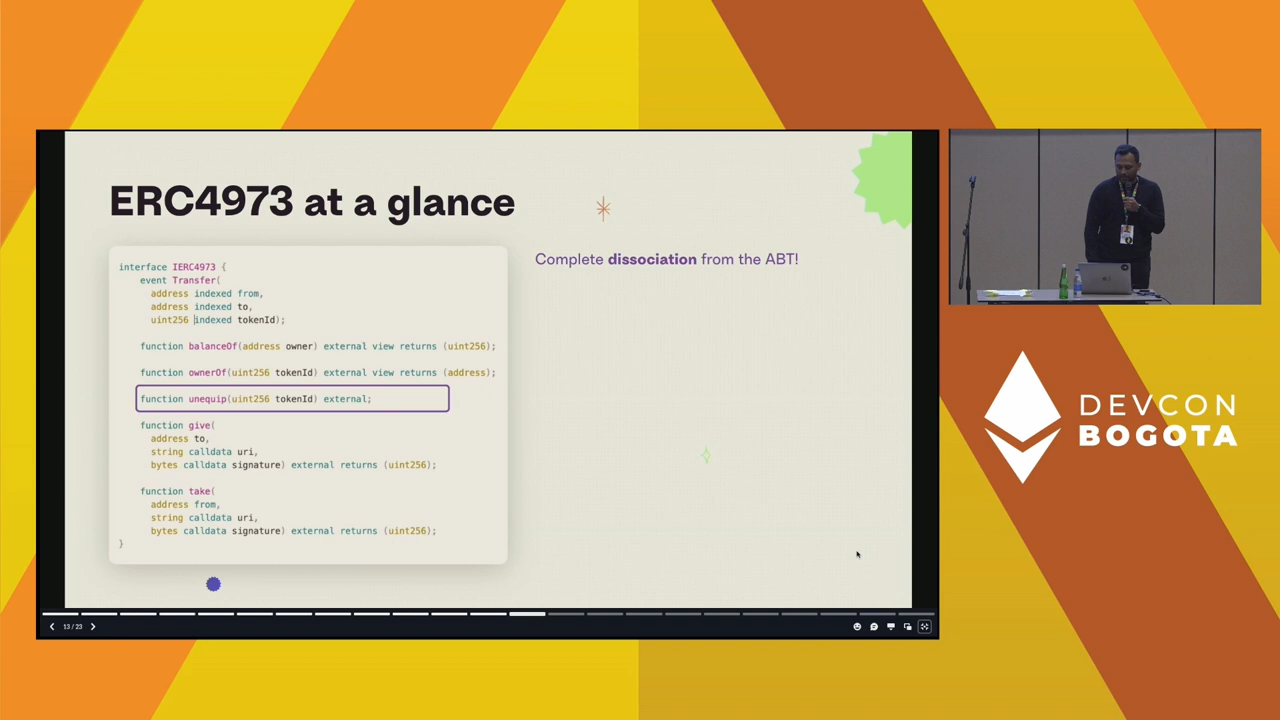 ERC4973 at a glance
interface IERC4973 {
event Transfer(
address indexed from,
address indexed to,
uint256 indexed tokenId);
function balanceOf(address owner) external view returns (uint256);
function ownerOf(uint256 tokenId) external view returns (address);
function unequip(uint256 tokenId) external;
function give(
address to,
string calldata uri,
bytes calldata signature) external returns (uint256);
function take(
address from,
string calldata uri,
bytes calldata signature) external returns (uint256);
}
Complete dissociation from the ABT!
13 / 23
DEVCON
BOGOTA